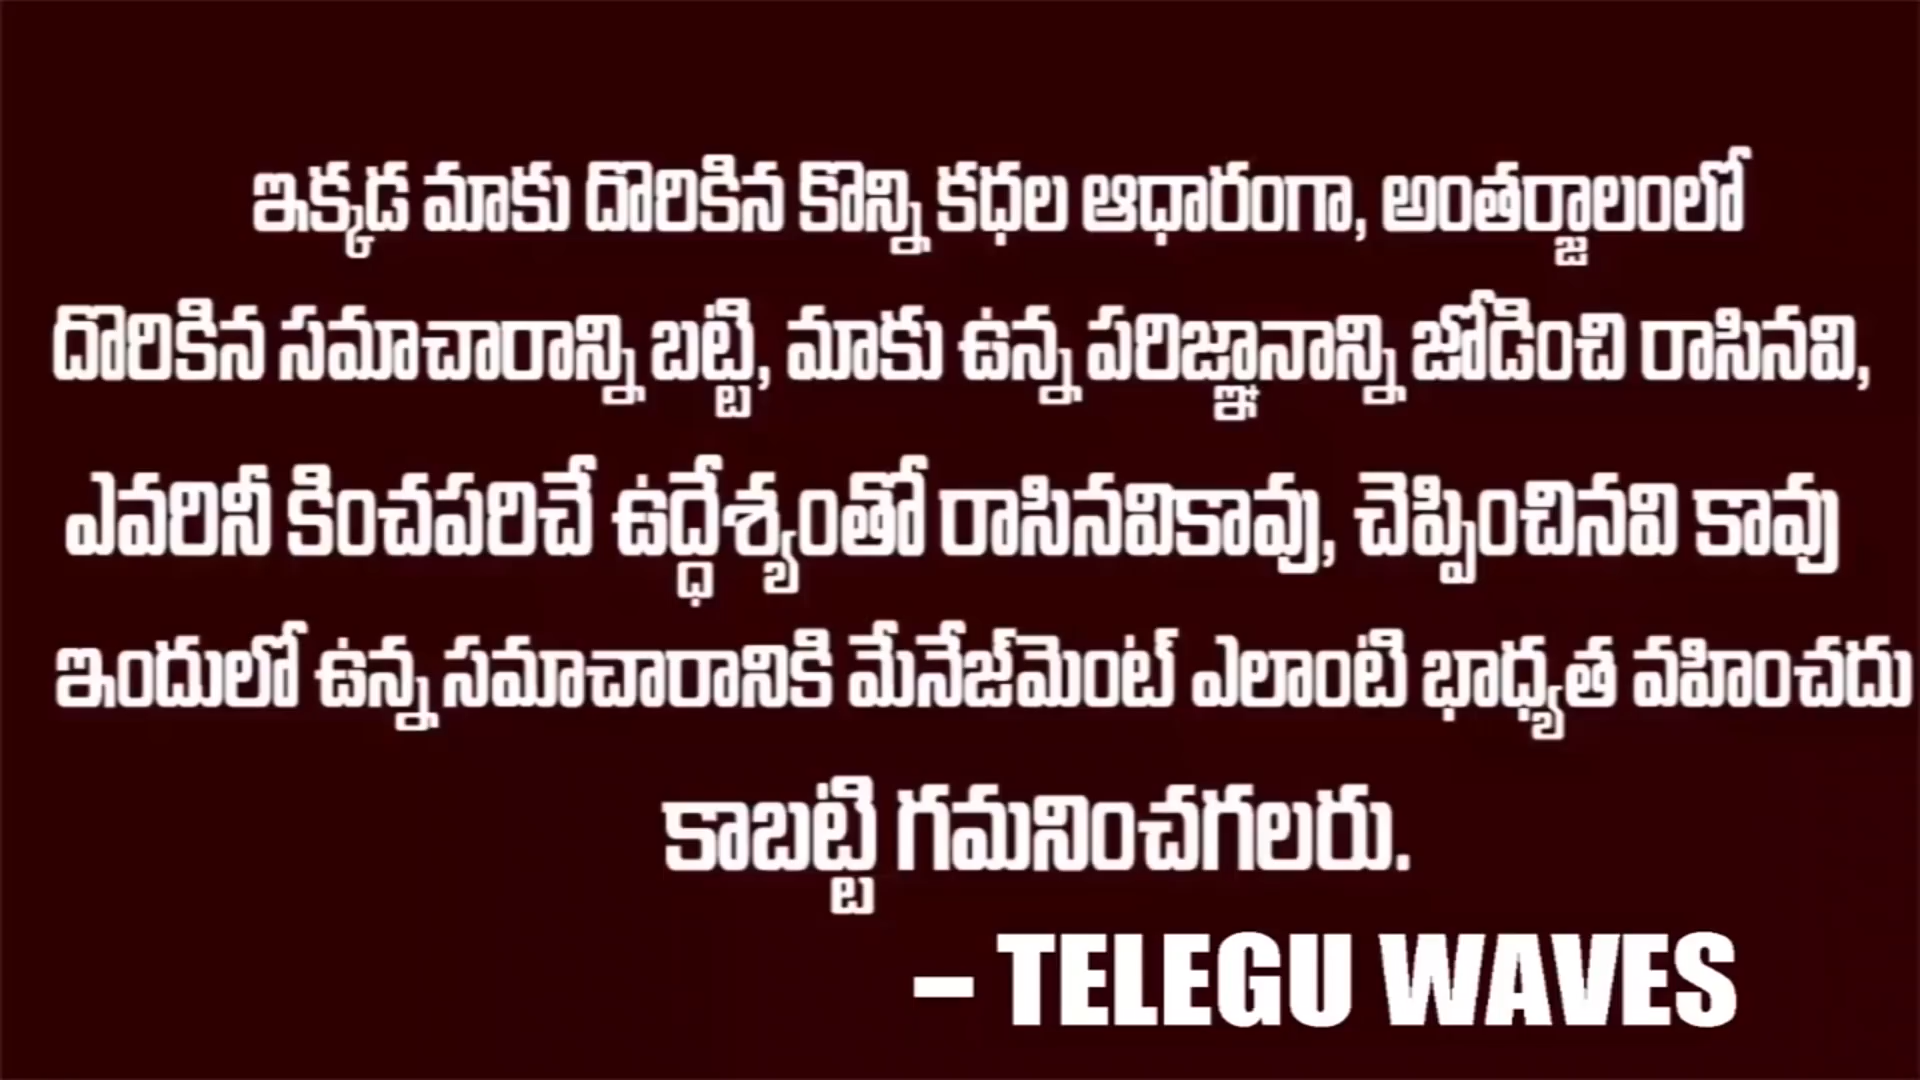 ఇక్కడ మాకు దొరికిన కొన్ని కధల ఆధారంగా, అంతర్జాలంలో
దొరికిన సమాచారాన్ని బట్టి, మాకు ఉన్న పరిజ్ఞానాన్ని జోడించి రాసినవి,
ఎవరినీ కించపరిచే ఉద్ధేశ్యంతో రాసినవికావు, చెప్పించినవి కావు
ఇందులో ఉన్న సమాచారానికి మేనేజ్‌మెంట్ ఎలాంటి భాధ్యత వహించదు
కాబట్టి గమనించగలరు.
– TELEGU WAVES